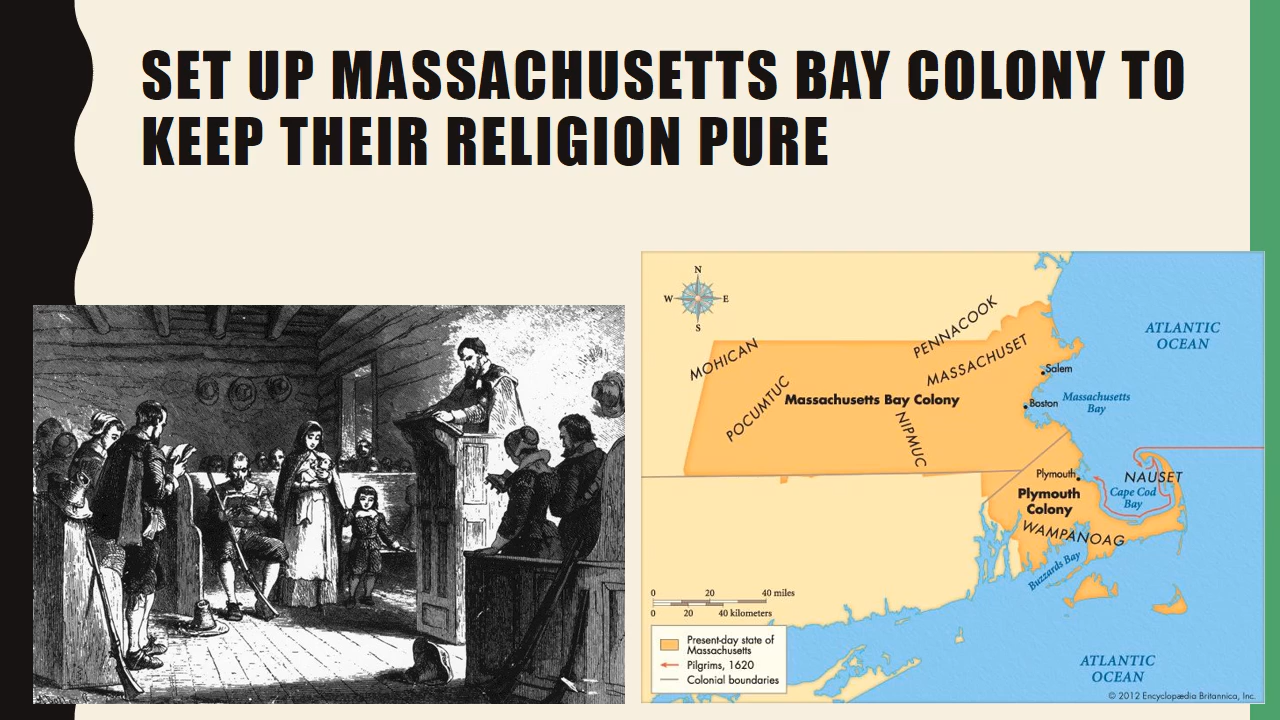 SET UP MASSACHUSETTS BAY COLONY TO
KEEP THEIR RELIGION PURE
N
W
E
S
MOHICAN
PENNACOOK
MASSACHUSET
POCUMTUC
Massachusetts Bay Colony
NIPMUC
Salem
Boston
Massachusetts
Bay
ATLANTIC
OCEAN
Plymouth
Plymouth
Colony
NAUSET
Cape Cod
Bay
WAMPANOAG
Buzzards Bay
0 20 40 miles
0 20 40 kilometers
Present-day state of
Massachusetts
Pilgrims, 1620
Colonial boundaries
ATLANTIC
OCEAN
© 2012 Encyclopædia Britannica, Inc.